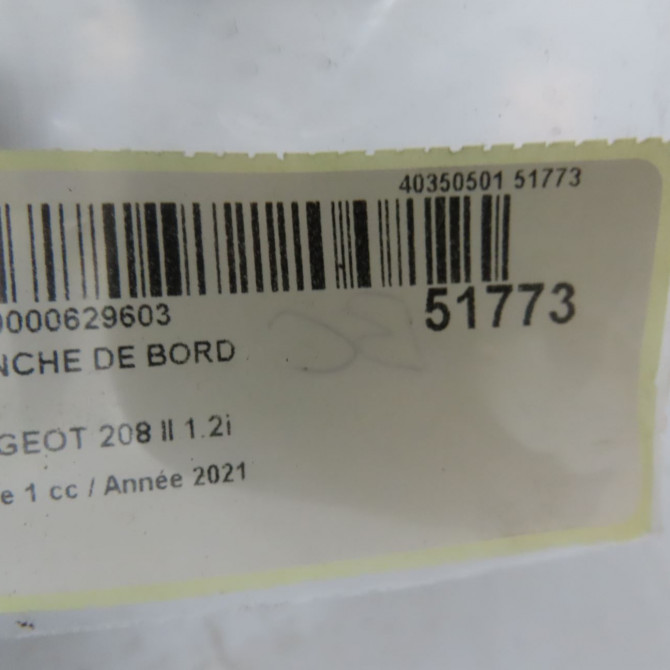 40350501 51773
0000629603
51773
NCHE DE BORD
GEOT 208 II 1.2i
e 1 cc / Année 2021